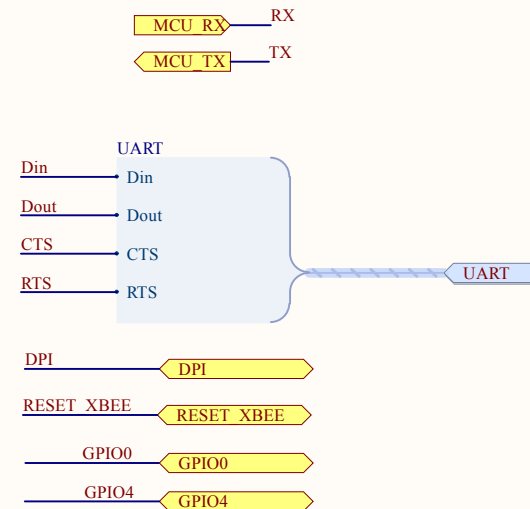 MCU_RX RX
MCU_TX TX
UART
Din Din
Dout Dout
CTS CTS
UART
RTS RTS
DPI DPI
RESET_XBEE RESET_XBEE
GPIO0 GPIO0
GPIO4 GPIO4